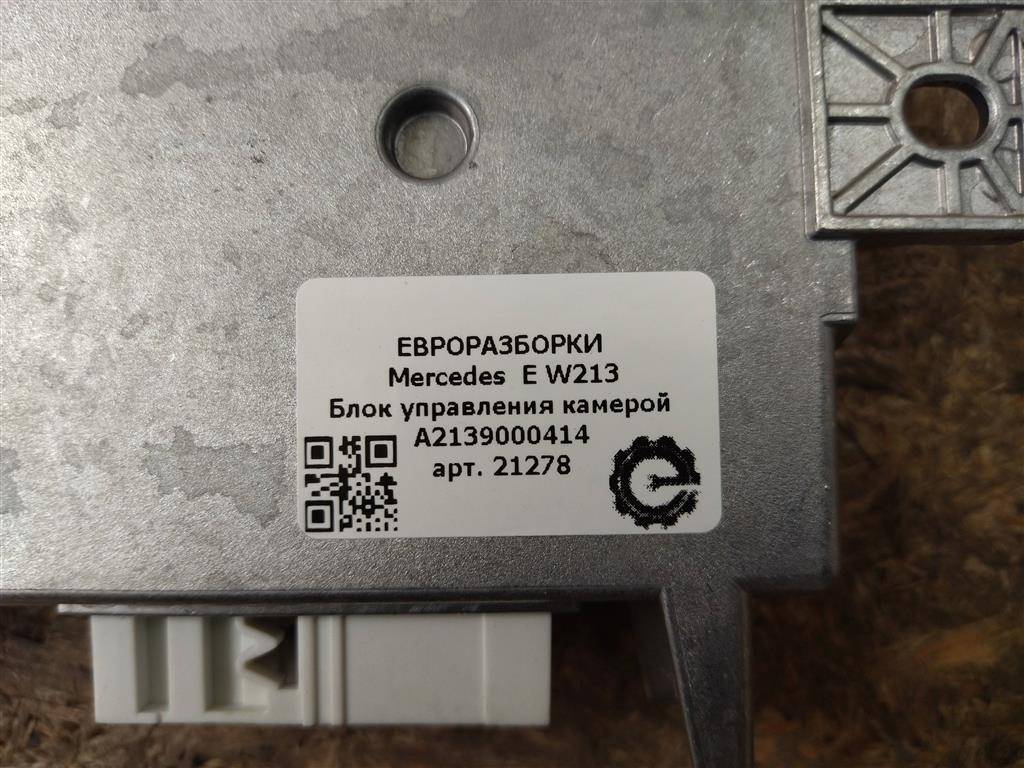 ЕВРОРАЗБОРКИ
Mercedes E W213
Блок управления камерой
A2139000414
арт. 21278